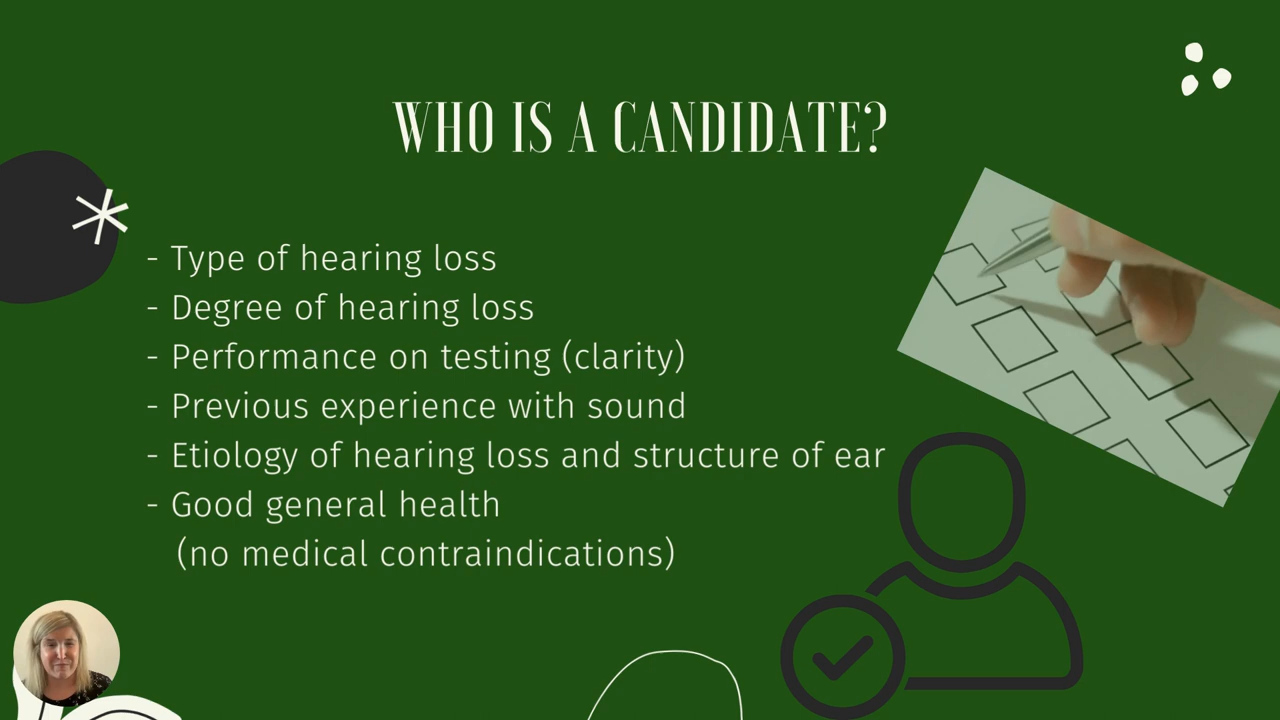 WHO IS A CANDIDATE?
- Type of hearing loss
- Degree of hearing loss
- Performance on testing (clarity)
- Previous experience with sound
- Etiology of hearing loss and structure of ear
- Good general health
(no medical contraindications)